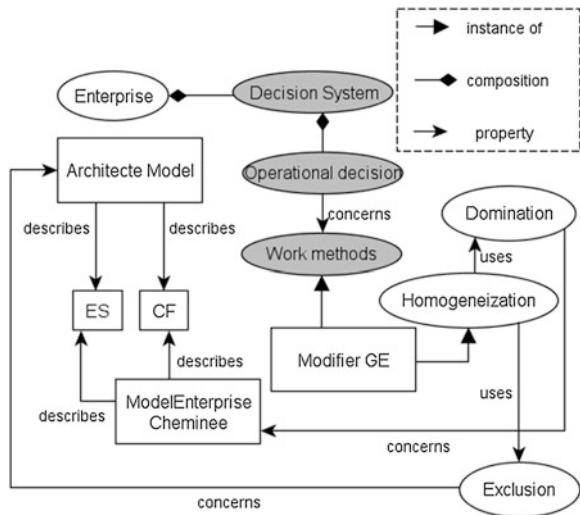 instance of
composition
property
Enterprise
Decision System
Architecte Model
Operational decision
describes
describes
concerns
Domination
Work methods
uses
ES
CF
Homogeneization
describes
Modifier GE
uses
describes
ModelEnterprise
Cheminee
concerns
concerns
Exclusion